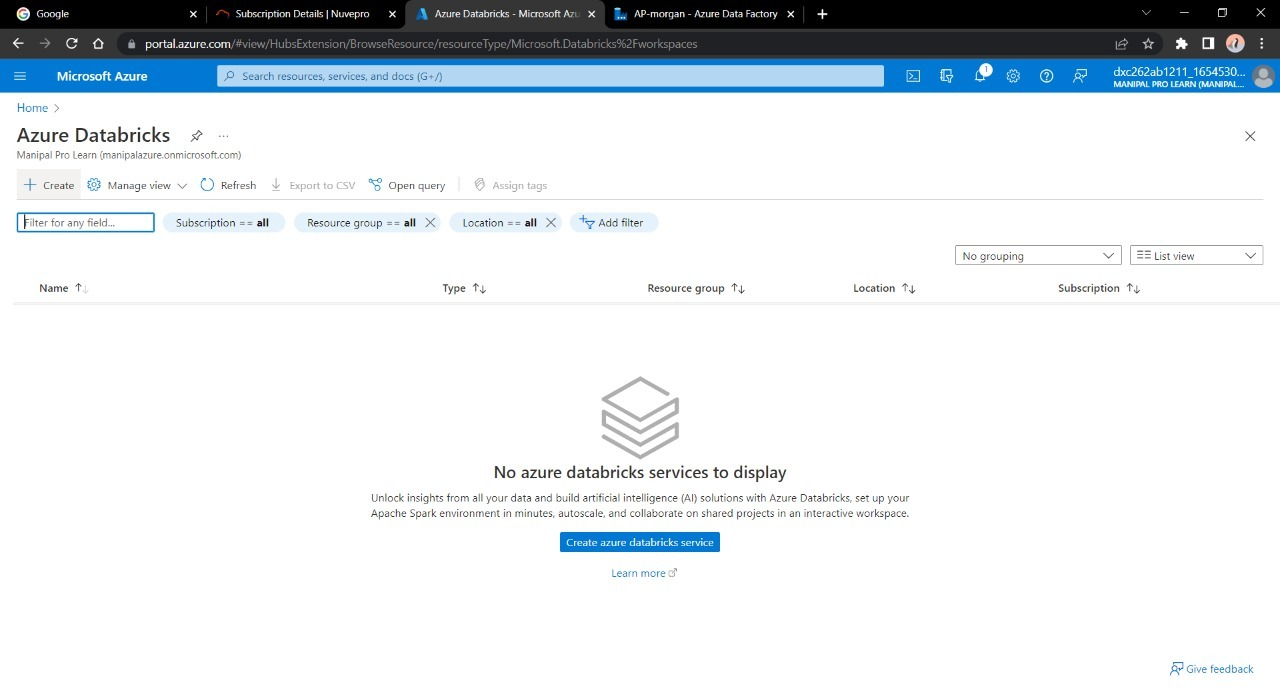 Google
Subscription Details | Nuvepro
Azure Databricks - Microsoft Azu
AP-morgan - Azure Data Factory
portal.azure.com/#view/HubsExtension/BrowseResource/resourceType/Microsoft.Databricks%2Fworkspaces
Microsoft Azure
Search resources, services, and docs (G+/)
1
dxc262ab1211_1654530...
MANIPAL PRO LEARN (MANIPAL...
Home >
Azure Databricks
...
Manipal Pro Learn (manipalazure.onmicrosoft.com)
Create
Manage view
Refresh
Export to CSV
Open query
Assign tags
Filter for any field...
Subscription == all
Resource group == all
Location == all
Add filter
No grouping
List view
Name
Type
Resource group
Location
Subscription
No azure databricks services to display
Unlock insights from all your data and build artificial intelligence (AI) solutions with Azure Databricks, set up your
Apache Spark environment in minutes, autoscale, and collaborate on shared projects in an interactive workspace.
Create azure databricks service
Learn more
Give feedback